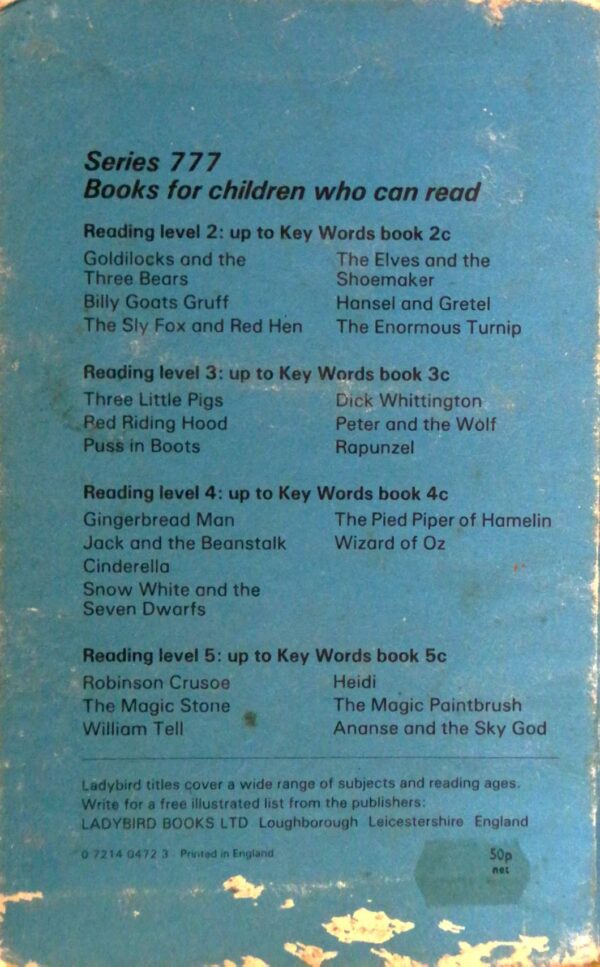 Series 777
Books for children who can read
Reading level 2: up to Key Words book 2c
Goldilocks and the
Three Bears
Billy Goats Gruff
The Sly Fox and Red Hen
The Elves and the
Shoemaker
Hansel and Gretel
The Enormous Turnip
Reading level 3: up to Key Words book 3c
Three Little Pigs
Red Riding Hood
Puss in Boots
Dick Whittington
Peter and the Wolf
Rapunzel
Reading level 4: up to Key Words book 4c
Gingerbread Man
Jack and the Beanstalk
Cinderella
Snow White and the
Seven Dwarfs
The Pied Piper of Hamelin
Wizard of Oz
Reading level 5: up to Key Words book 5c
Robinson Crusoe
The Magic Stone
William Tell
Heidi
The Magic Paintbrush
Ananse and the Sky God
Ladybird titles cover a wide range of subjects and reading ages.
Write for a free illustrated list from the publishers:
LADYBIRD BOOKS LTD Loughborough Leicestershire England
0 7214 0472 3 Printed in England
50p
net